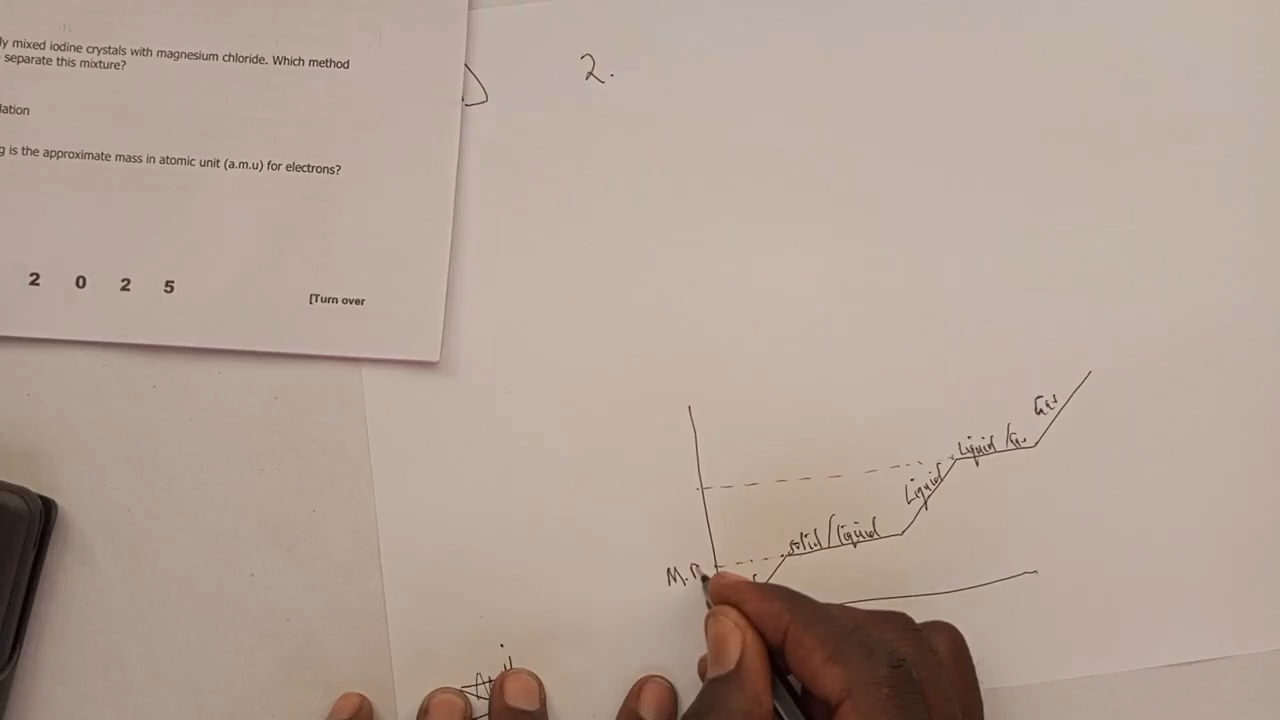 ly mixed iodine crystals with magnesium chloride. Which method
separate this mixture?
lation
g is the approximate mass in atomic unit (a.m.u) for electrons?
2 0 2 5
[Turn over
2.
Gas
Liquid /Gas
Liquid
solid/liquid
M.P